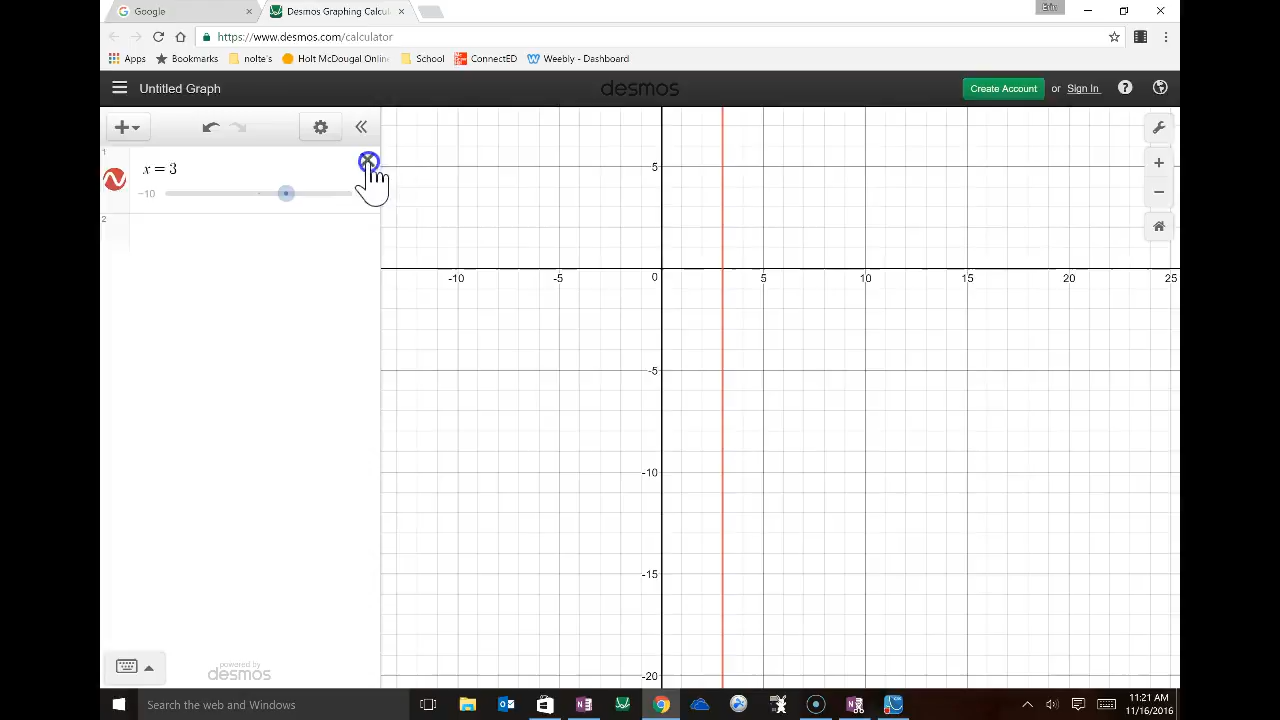 Google
Desmos Graphing Calcul
Erin
https://www.desmos.com/calculator
Apps
Bookmarks
nolte's
Holt McDougal Online
School
ConnectED
Weebly - Dashboard
Untitled Graph
desmos
Create Account or Sign In
1
x = 3
-10
2
5
-10
-5
0
5
10
15
20
25
-5
-10
-15
-20
powered by
desmos
Search the web and Windows
11:21 AM
11/16/2016